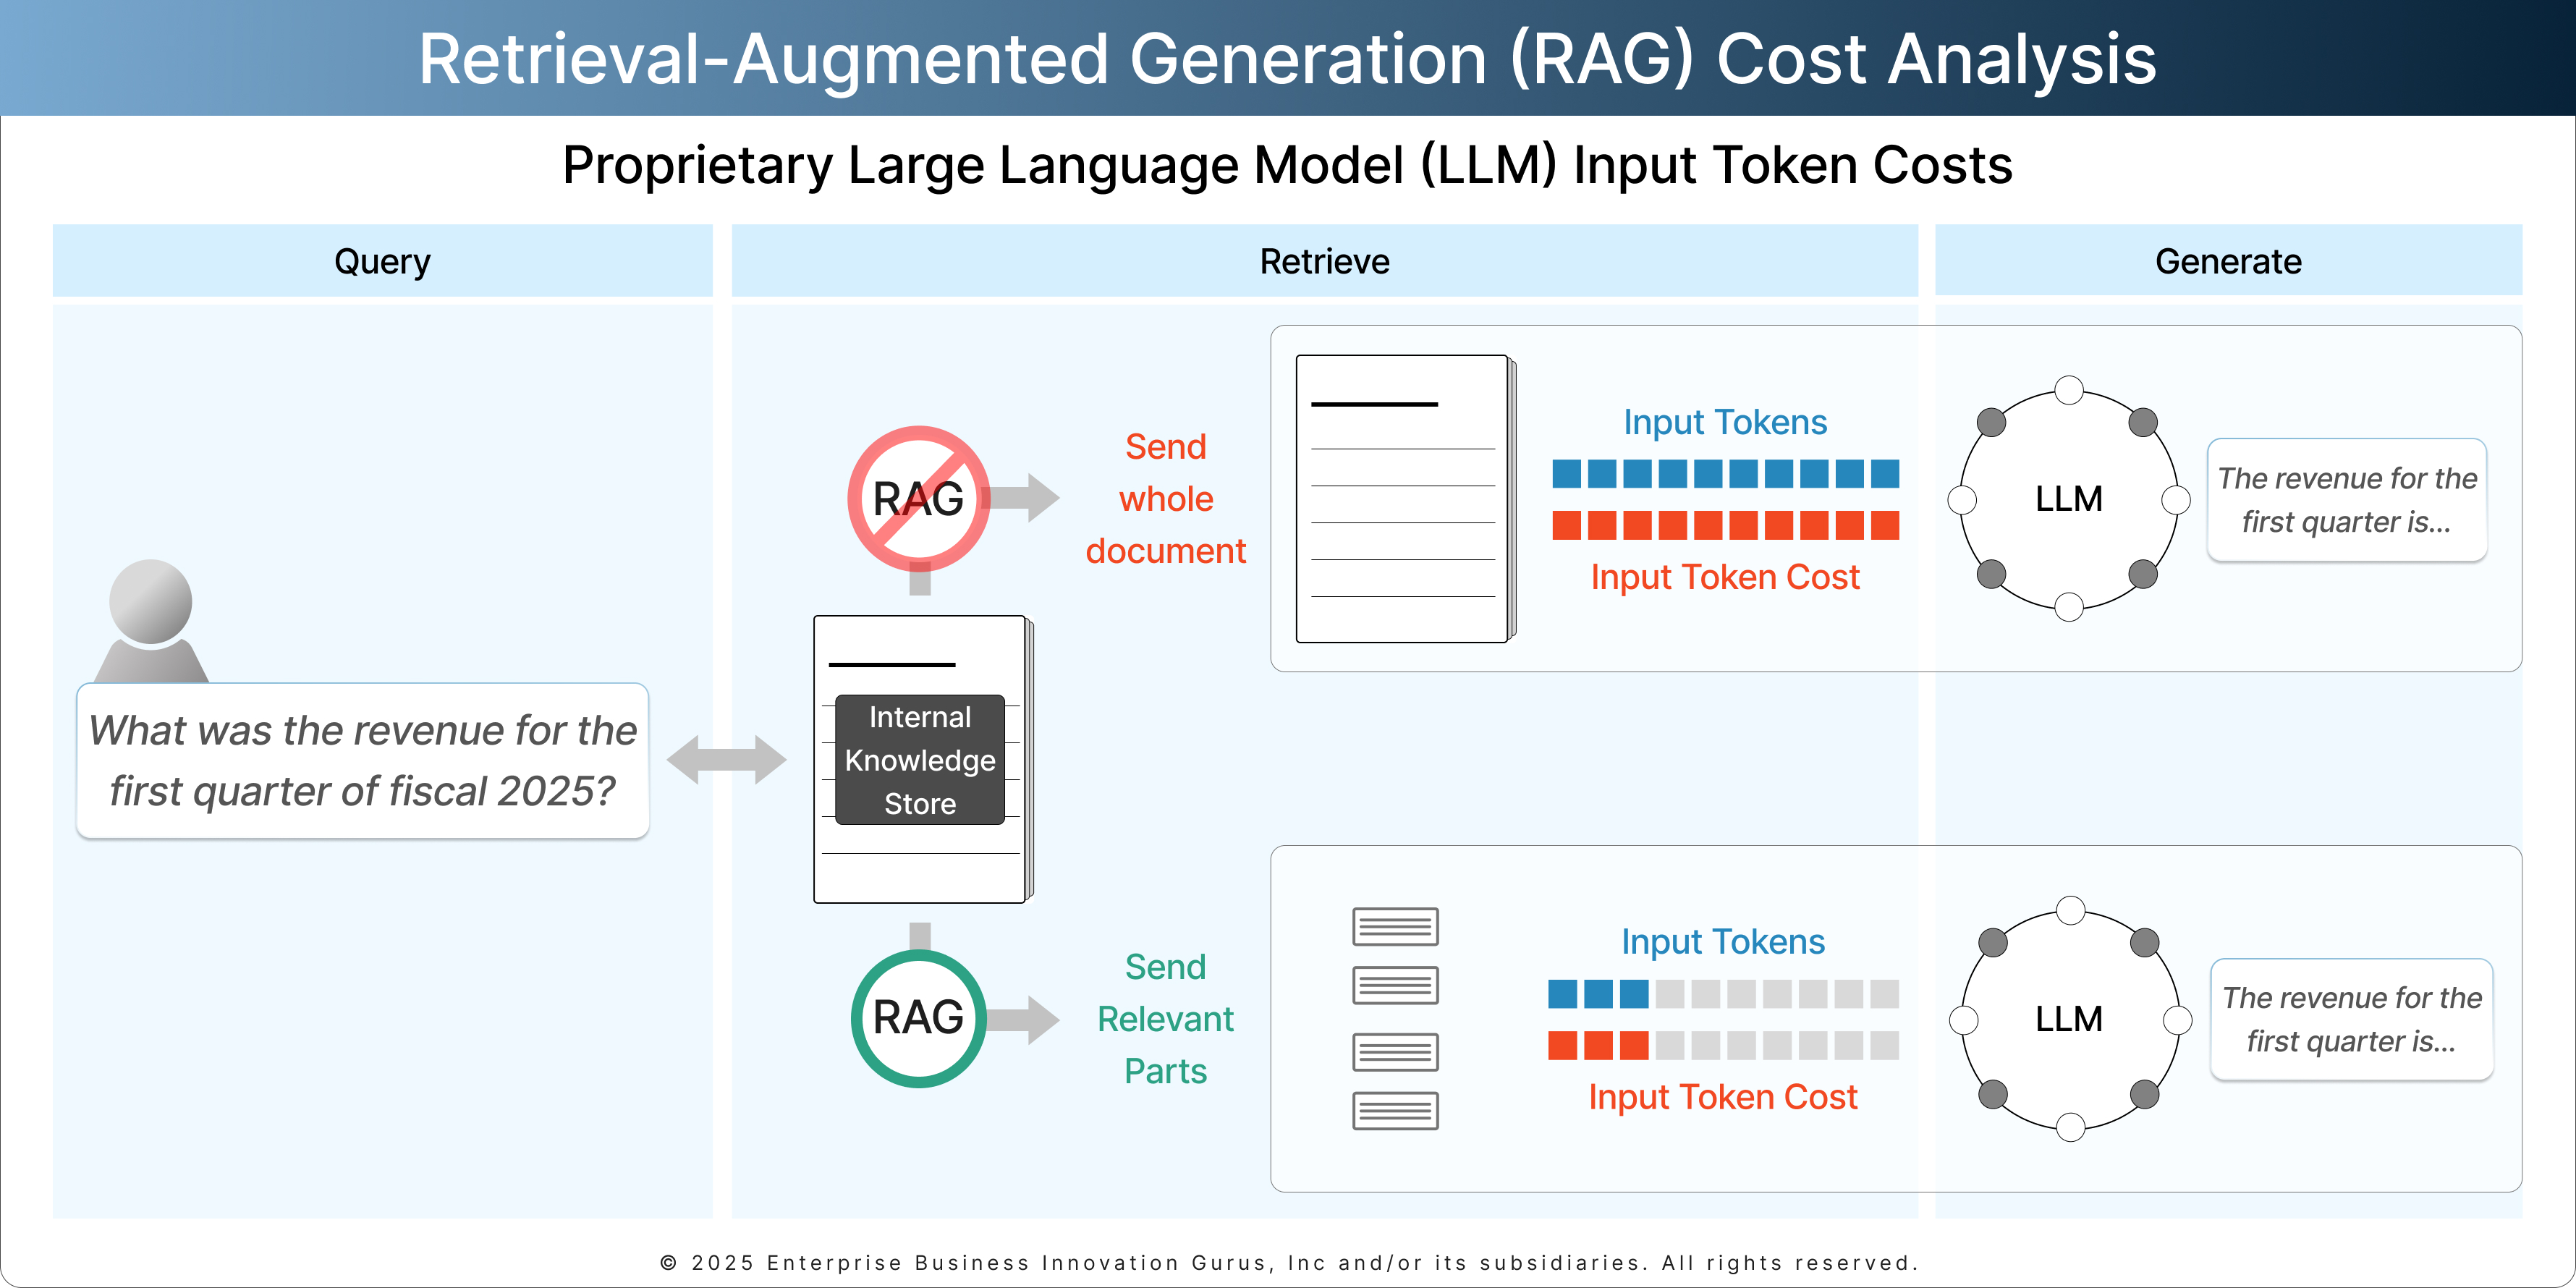 Retrieval-Augmented Generation (RAG) Cost Analysis
Proprietary Large Language Model (LLM) Input Token Costs
Query
Retrieve
Generate
What was the revenue for the
first quarter of fiscal 2025?
Internal
Knowledge
Store
RAG
Send
whole
document
Input Tokens
Input Token Cost
LLM
The revenue for the
first quarter is...
RAG
Send
Relevant
Parts
Input Tokens
Input Token Cost
LLM
The revenue for the
first quarter is...
© 2025 Enterprise Business Innovation Gurus, Inc and/or its subsidiaries. All rights reserved.